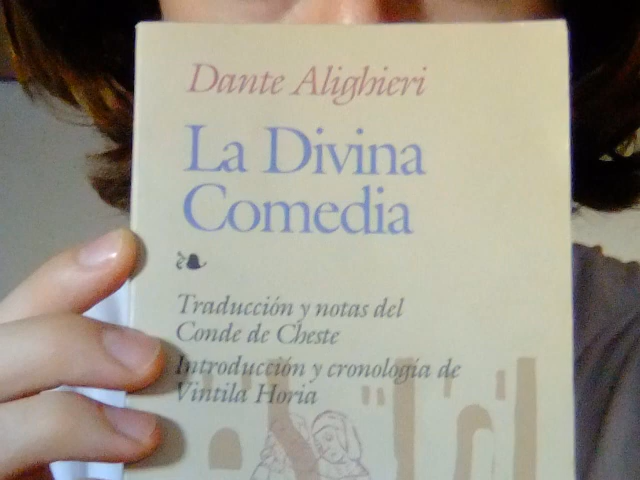 Dante Alighieri
La Divina
Comedia
Traducción y notas del
Conde de Cheste
Introducción y cronología de
Vintila Horia